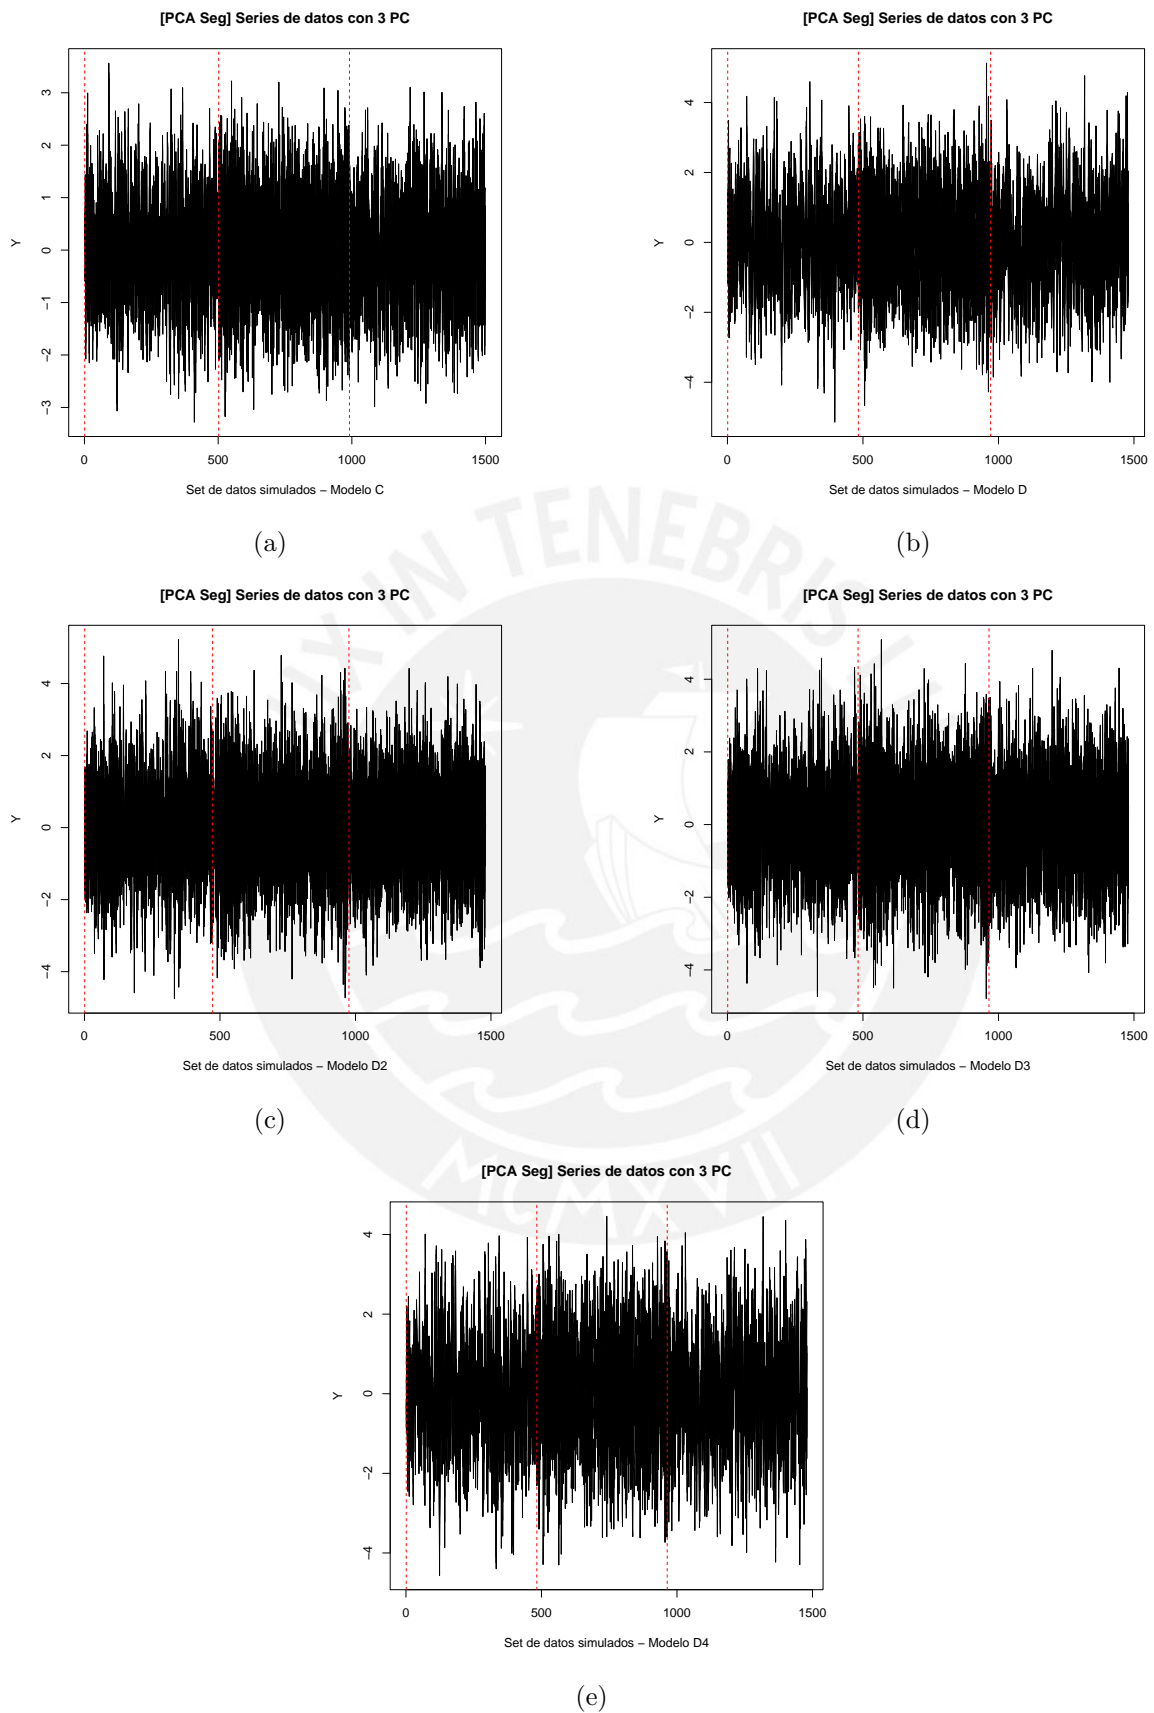 [PCA Seg] Series de datos con 3 PC
Y
3
2
1
0
−1
−2
−3
0 500 1000 1500
Set de datos simulados − Modelo C
(a)
[PCA Seg] Series de datos con 3 PC
Y
4
2
0
−2
−4
0 500 1000 1500
Set de datos simulados − Modelo D
(b)
[PCA Seg] Series de datos con 3 PC
Y
4
2
0
−2
−4
0 500 1000 1500
Set de datos simulados − Modelo D2
(c)
[PCA Seg] Series de datos con 3 PC
Y
4
2
0
−2
−4
0 500 1000 1500
Set de datos simulados − Modelo D3
(d)
[PCA Seg] Series de datos con 3 PC
Y
4
2
0
−2
−4
0 500 1000 1500
Set de datos simulados − Modelo D4
(e)
IN TENEBRIS
MCMXVII